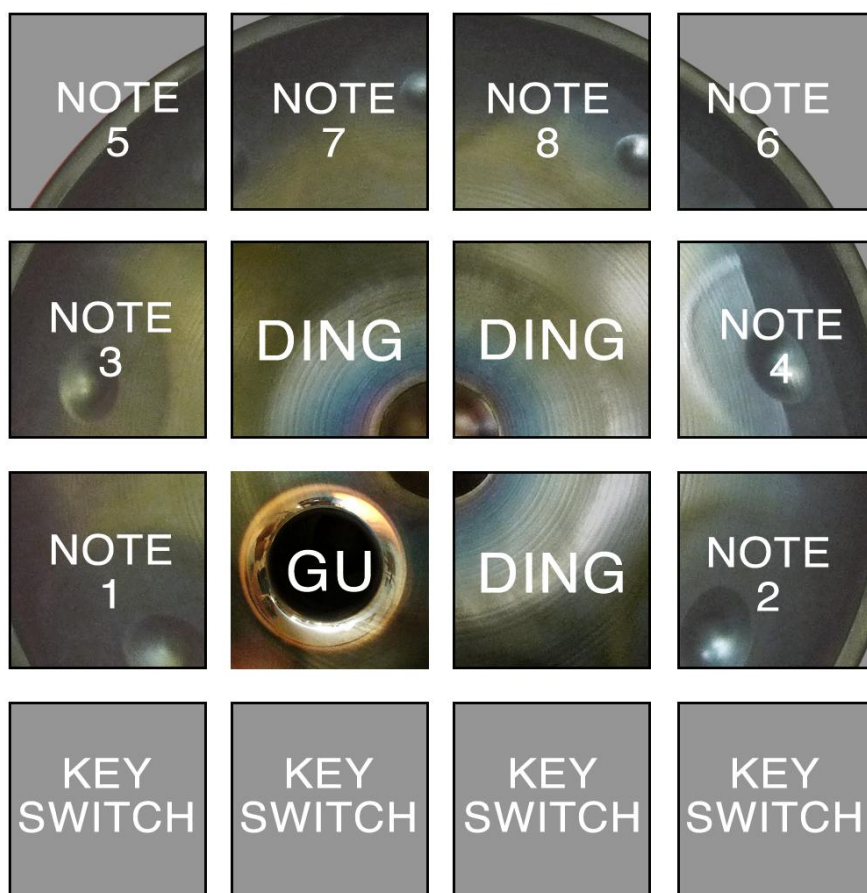 NOTE
5
NOTE
7
NOTE
8
NOTE
6
NOTE
3
DING
DING
NOTE
4
NOTE
1
GU
DING
NOTE
2
KEY
SWITCH
KEY
SWITCH
KEY
SWITCH
KEY
SWITCH